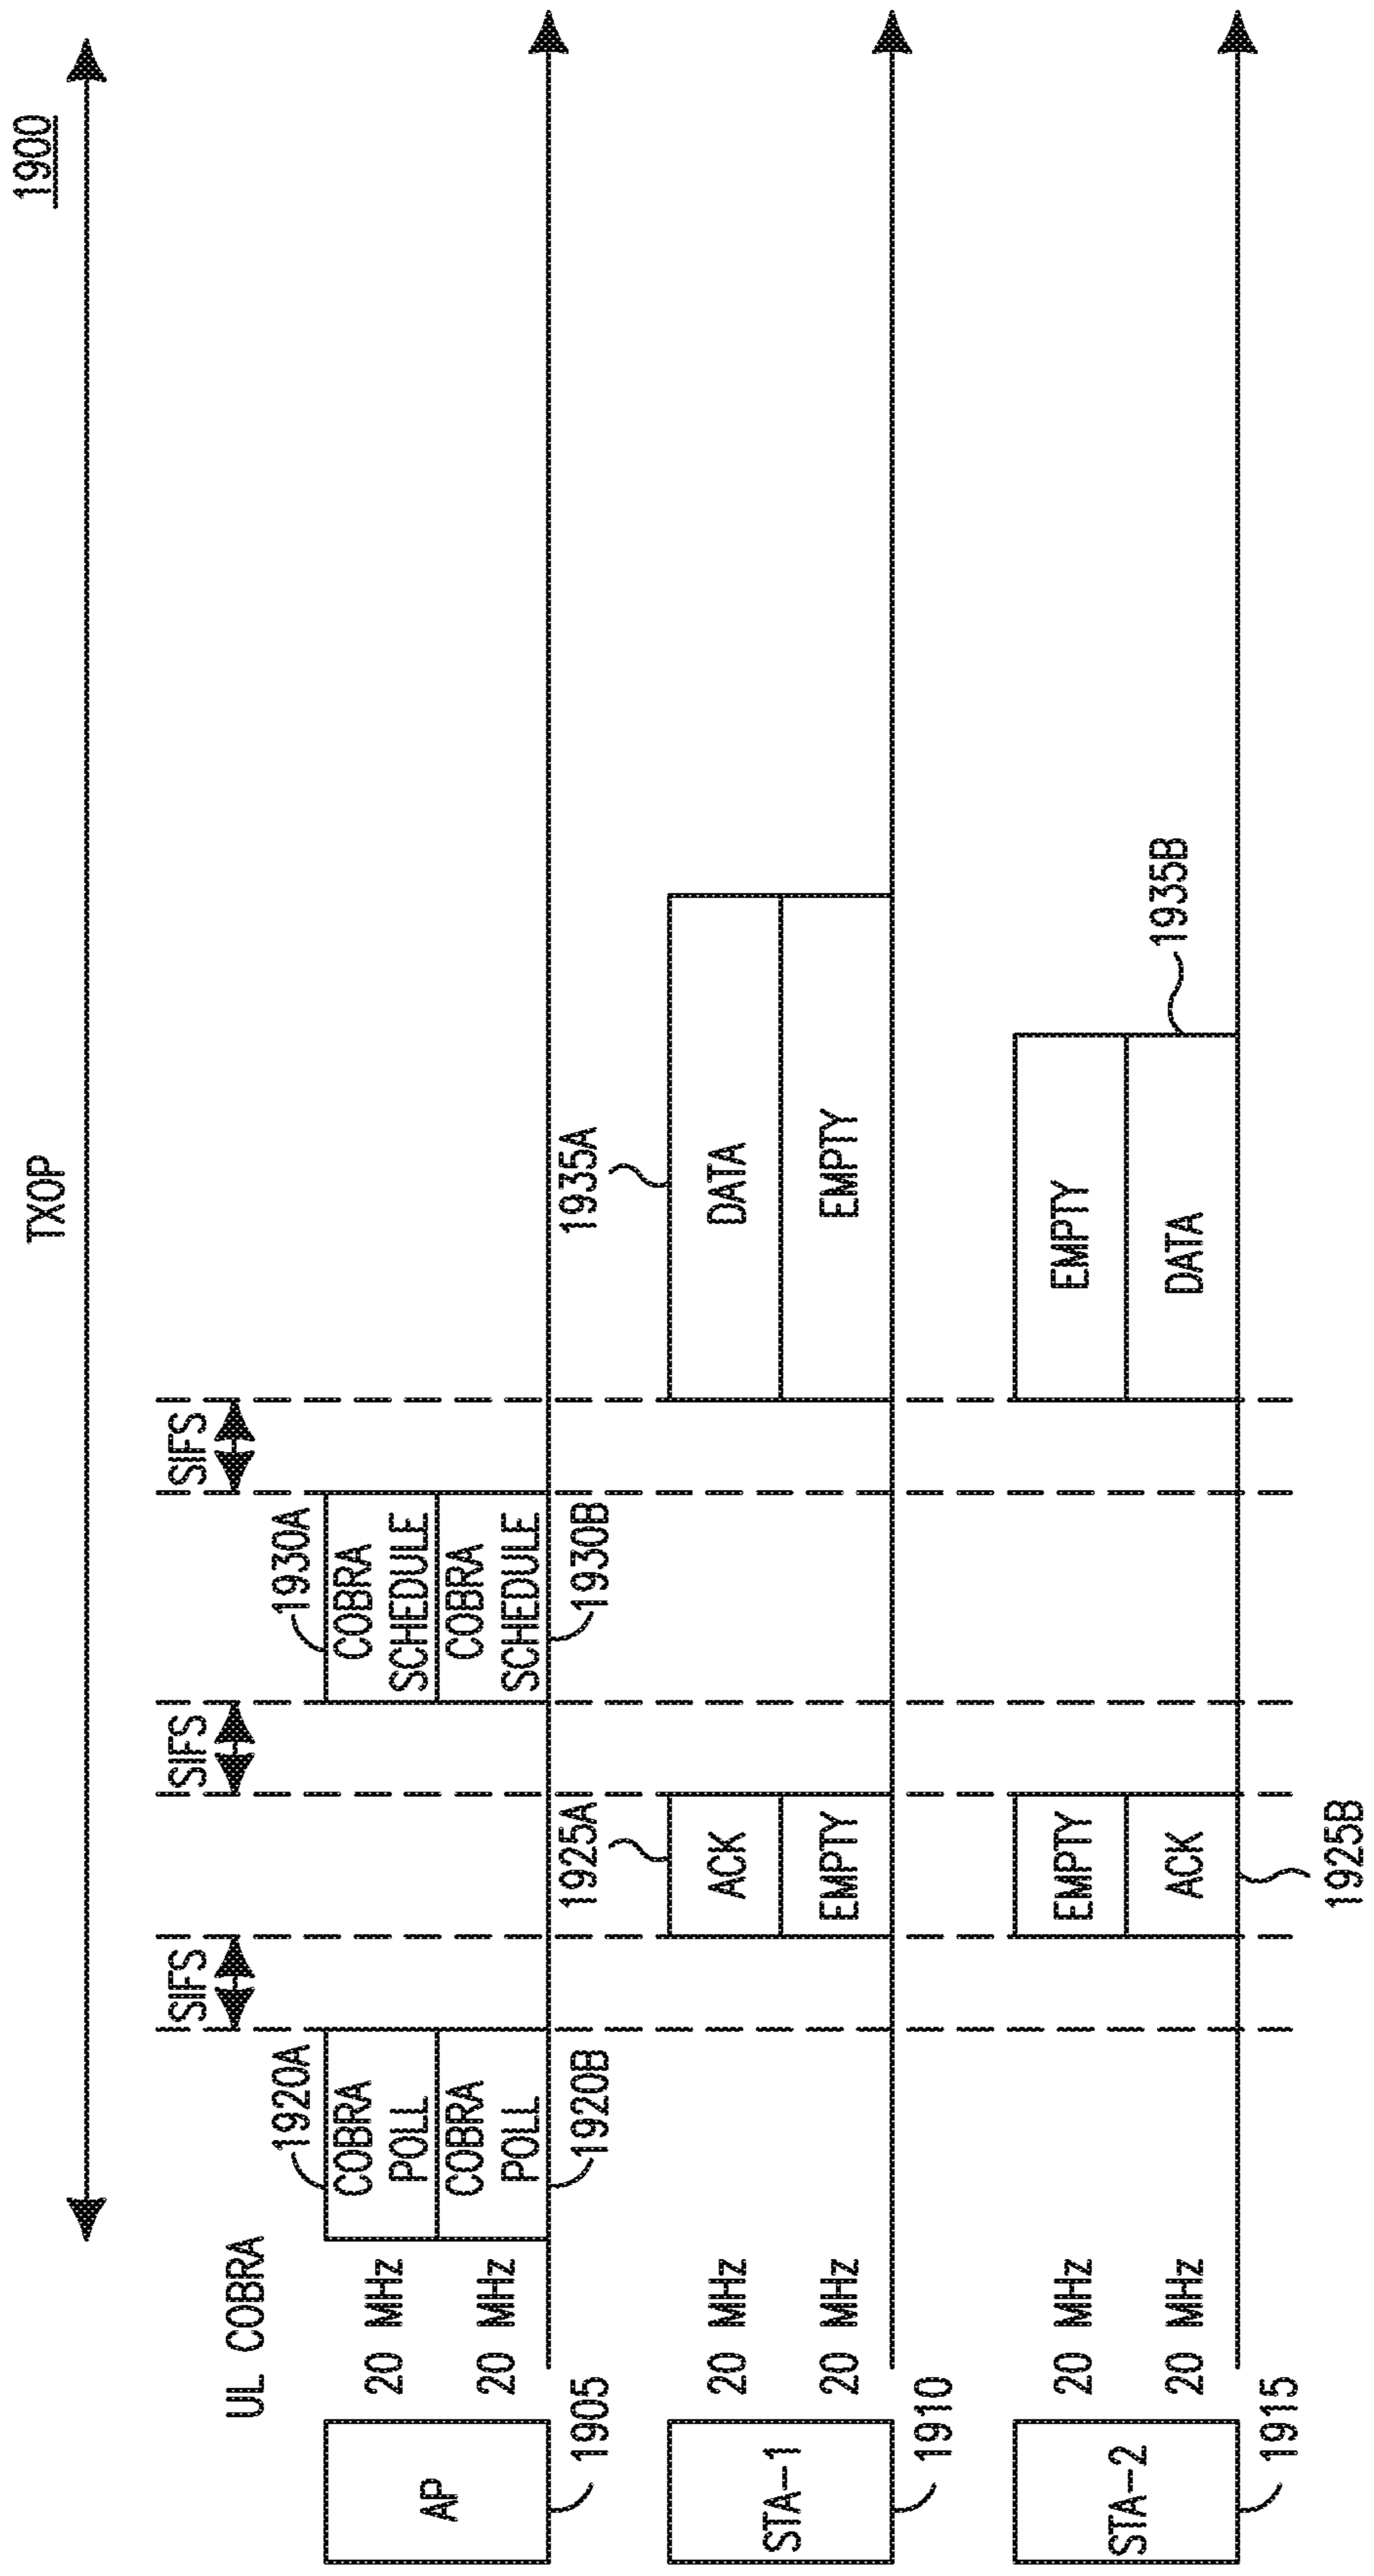 1900
TXOP
UL COBRA
SIFS
SIFS
SIFS
AP
1905
20 MHz
20 MHz
1920A
COBRA
POLL
COBRA
POLL
1920B
1930A
COBRA
SCHEDULE
COBRA
SCHEDULE
1930B
STA-1
1910
20 MHz
20 MHz
1925A
ACK
EMPTY
1935A
DATA
EMPTY
STA-2
1915
20 MHz
20 MHz
EMPTY
ACK
1925B
EMPTY
DATA
1935B